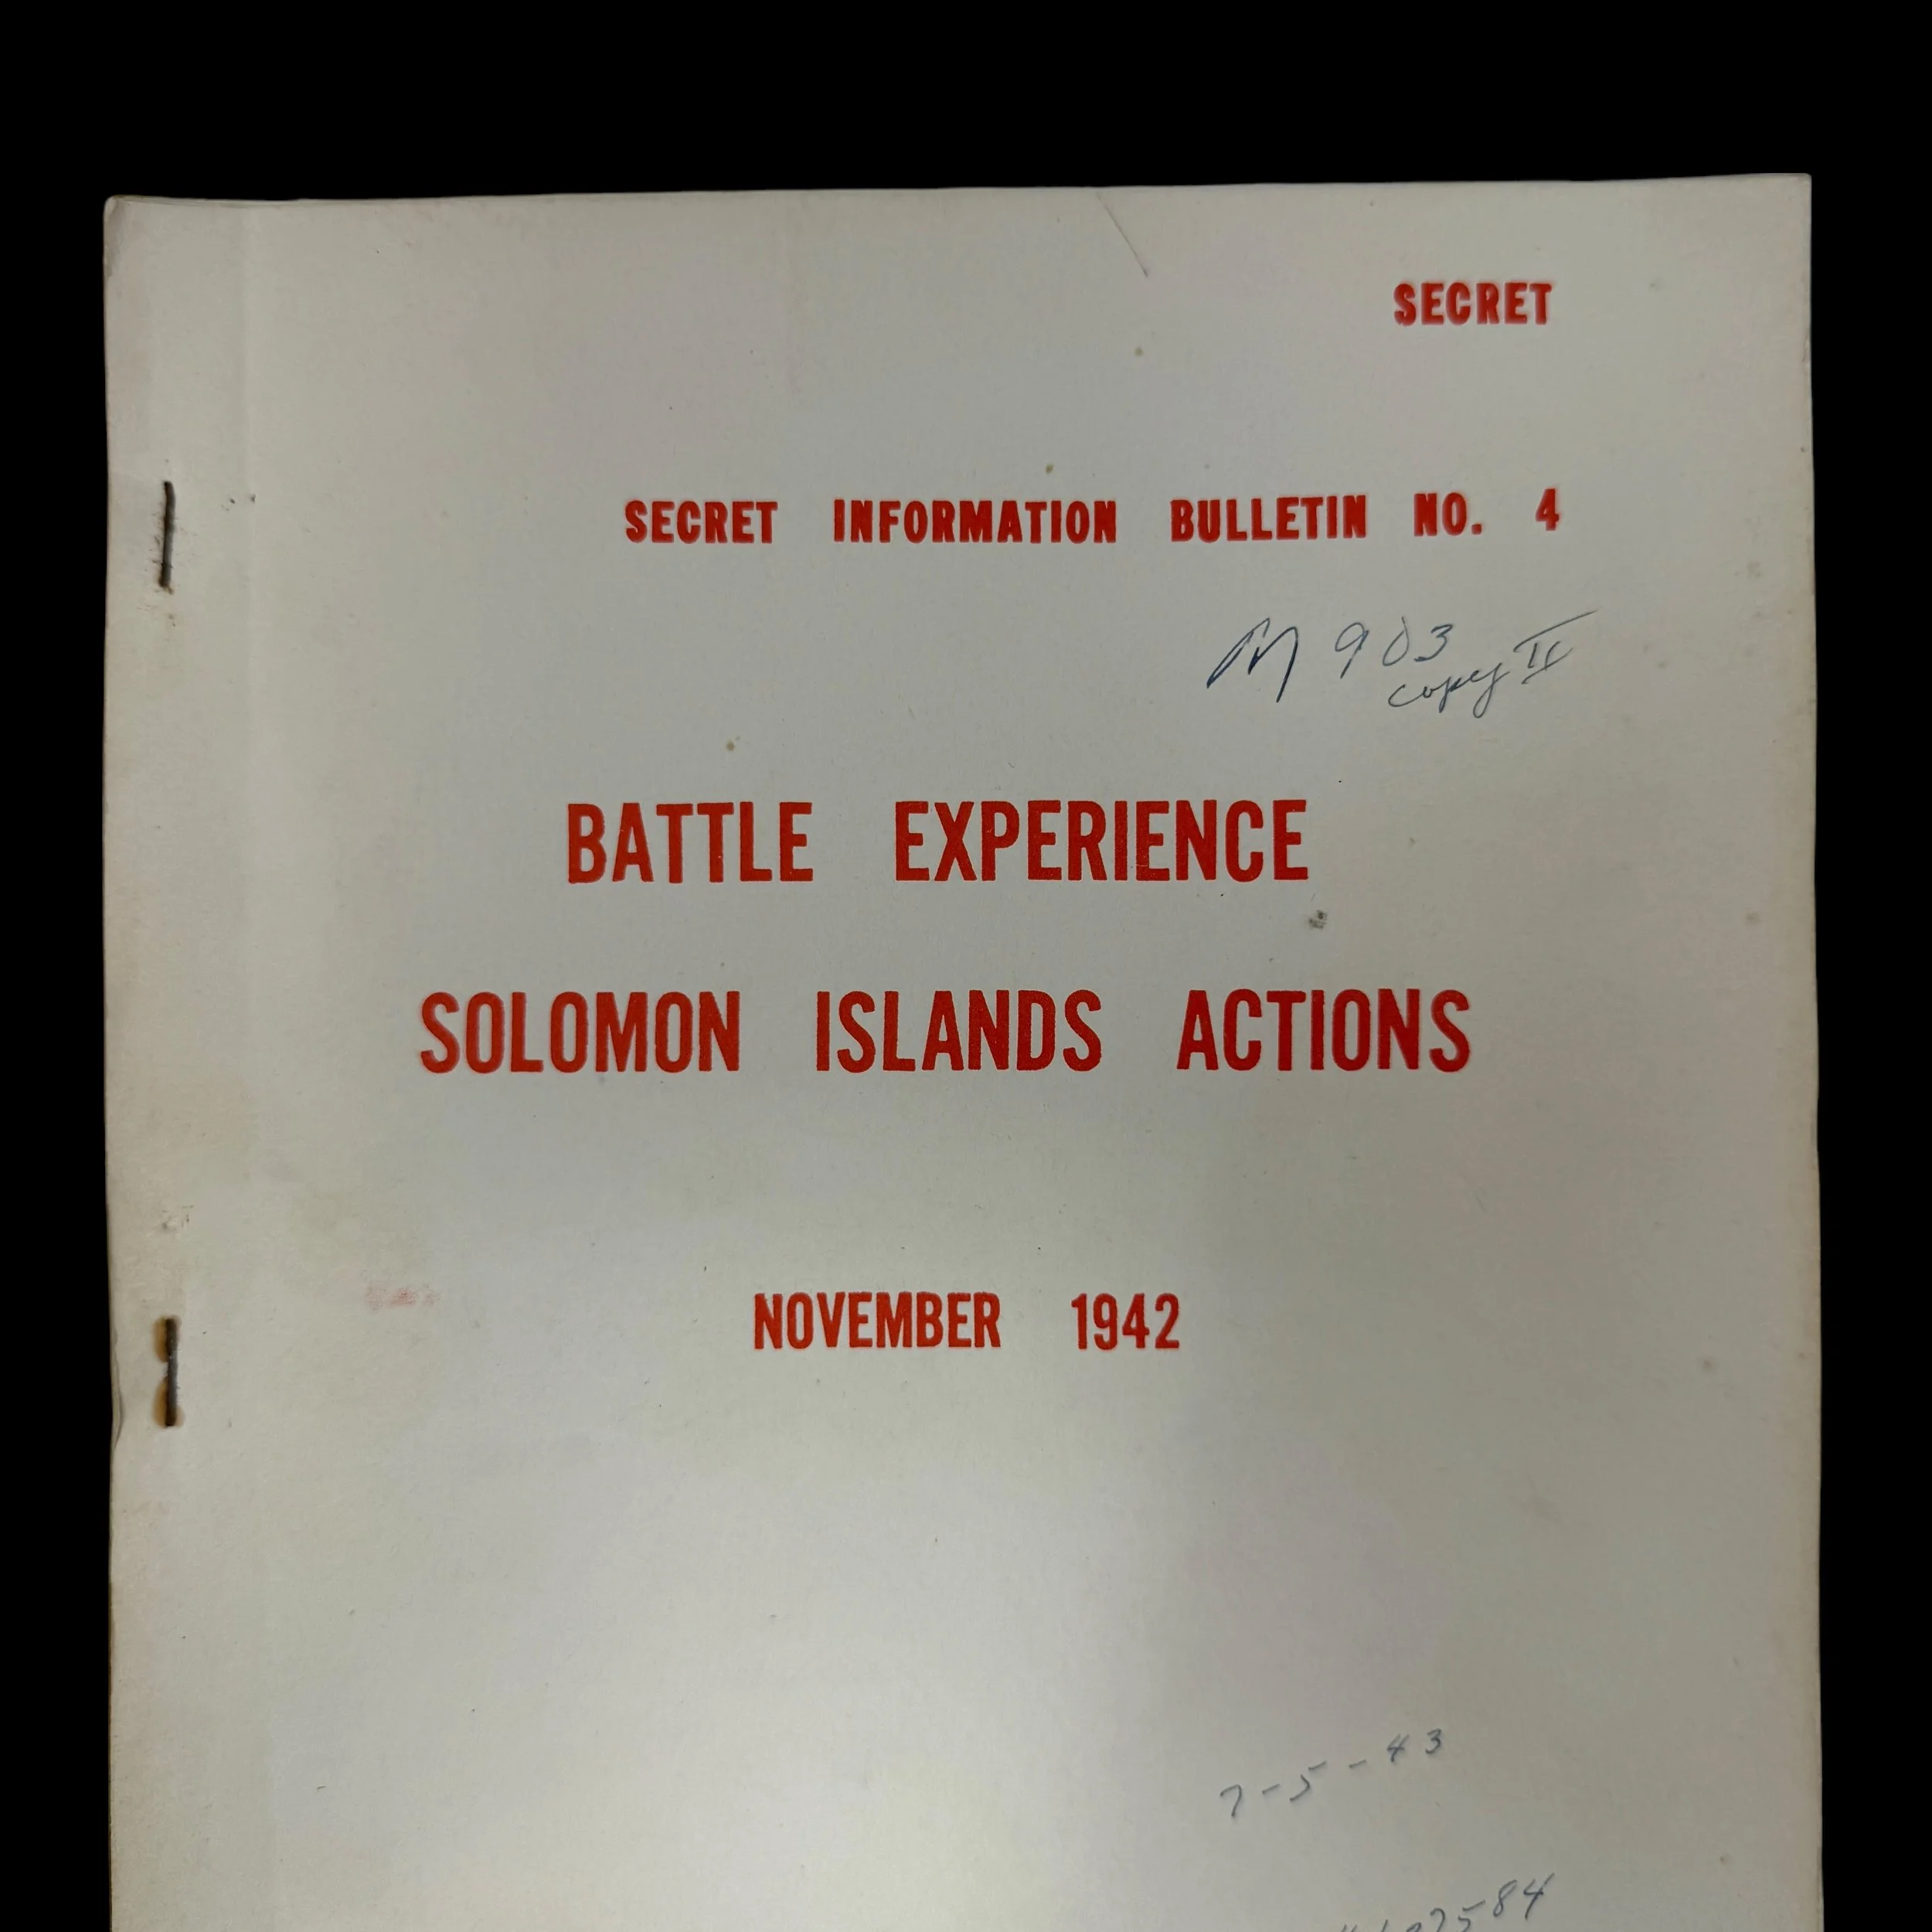 SECRET
SECRET INFORMATION BULLETIN NO. 4
M 903
copy II
BATTLE EXPERIENCE
SOLOMON ISLANDS ACTIONS
NOVEMBER 1942
7-5-43